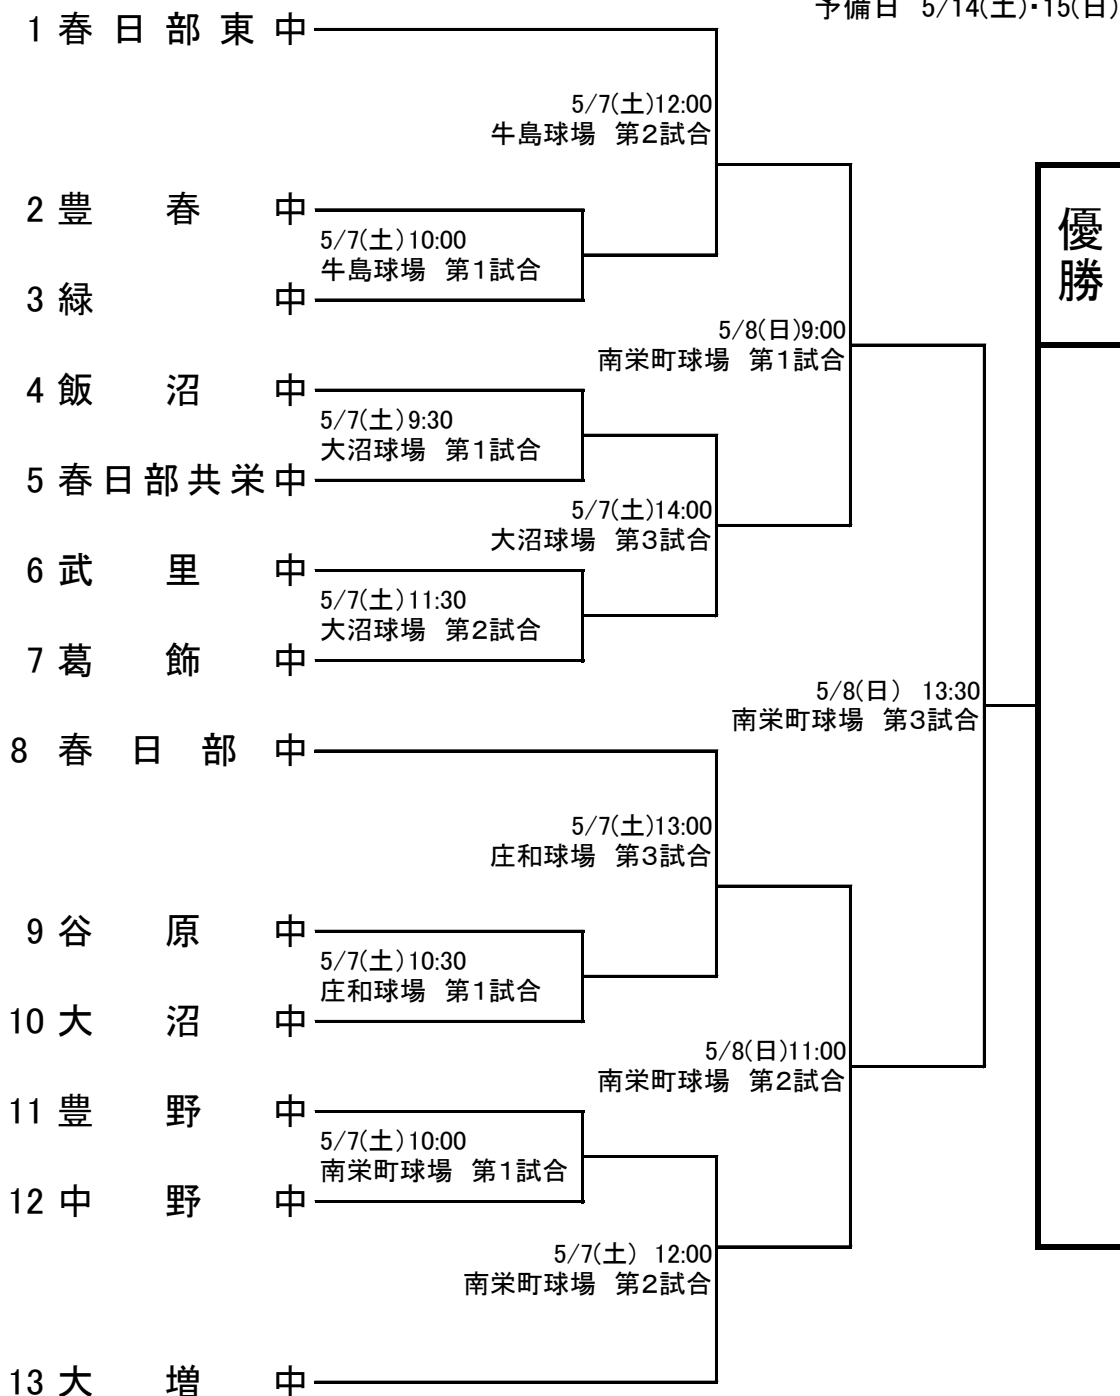 予備日 5/14(土)・15(日)
1 春日部東中
5/7(土)12:00
牛島球場 第2試合
2 豊春中
5/7(土)10:00
牛島球場 第1試合
3 緑中
優勝
5/8(日)9:00
南栄町球場 第1試合
4 飯沼中
5/7(土)9:30
大沼球場 第1試合
5 春日部共栄中
5/7(土)14:00
大沼球場 第3試合
6 武里中
5/7(土)11:30
大沼球場 第2試合
7 葛飾中
5/8(日) 13:30
南栄町球場 第3試合
8 春日部中
5/7(土)13:00
庄和球場 第3試合
9 谷原中
5/7(土)10:30
庄和球場 第1試合
10 大沼中
5/8(日)11:00
南栄町球場 第2試合
11 豊野中
5/7(土)10:00
南栄町球場 第1試合
12 中野中
5/7(土) 12:00
南栄町球場 第2試合
13 大増中